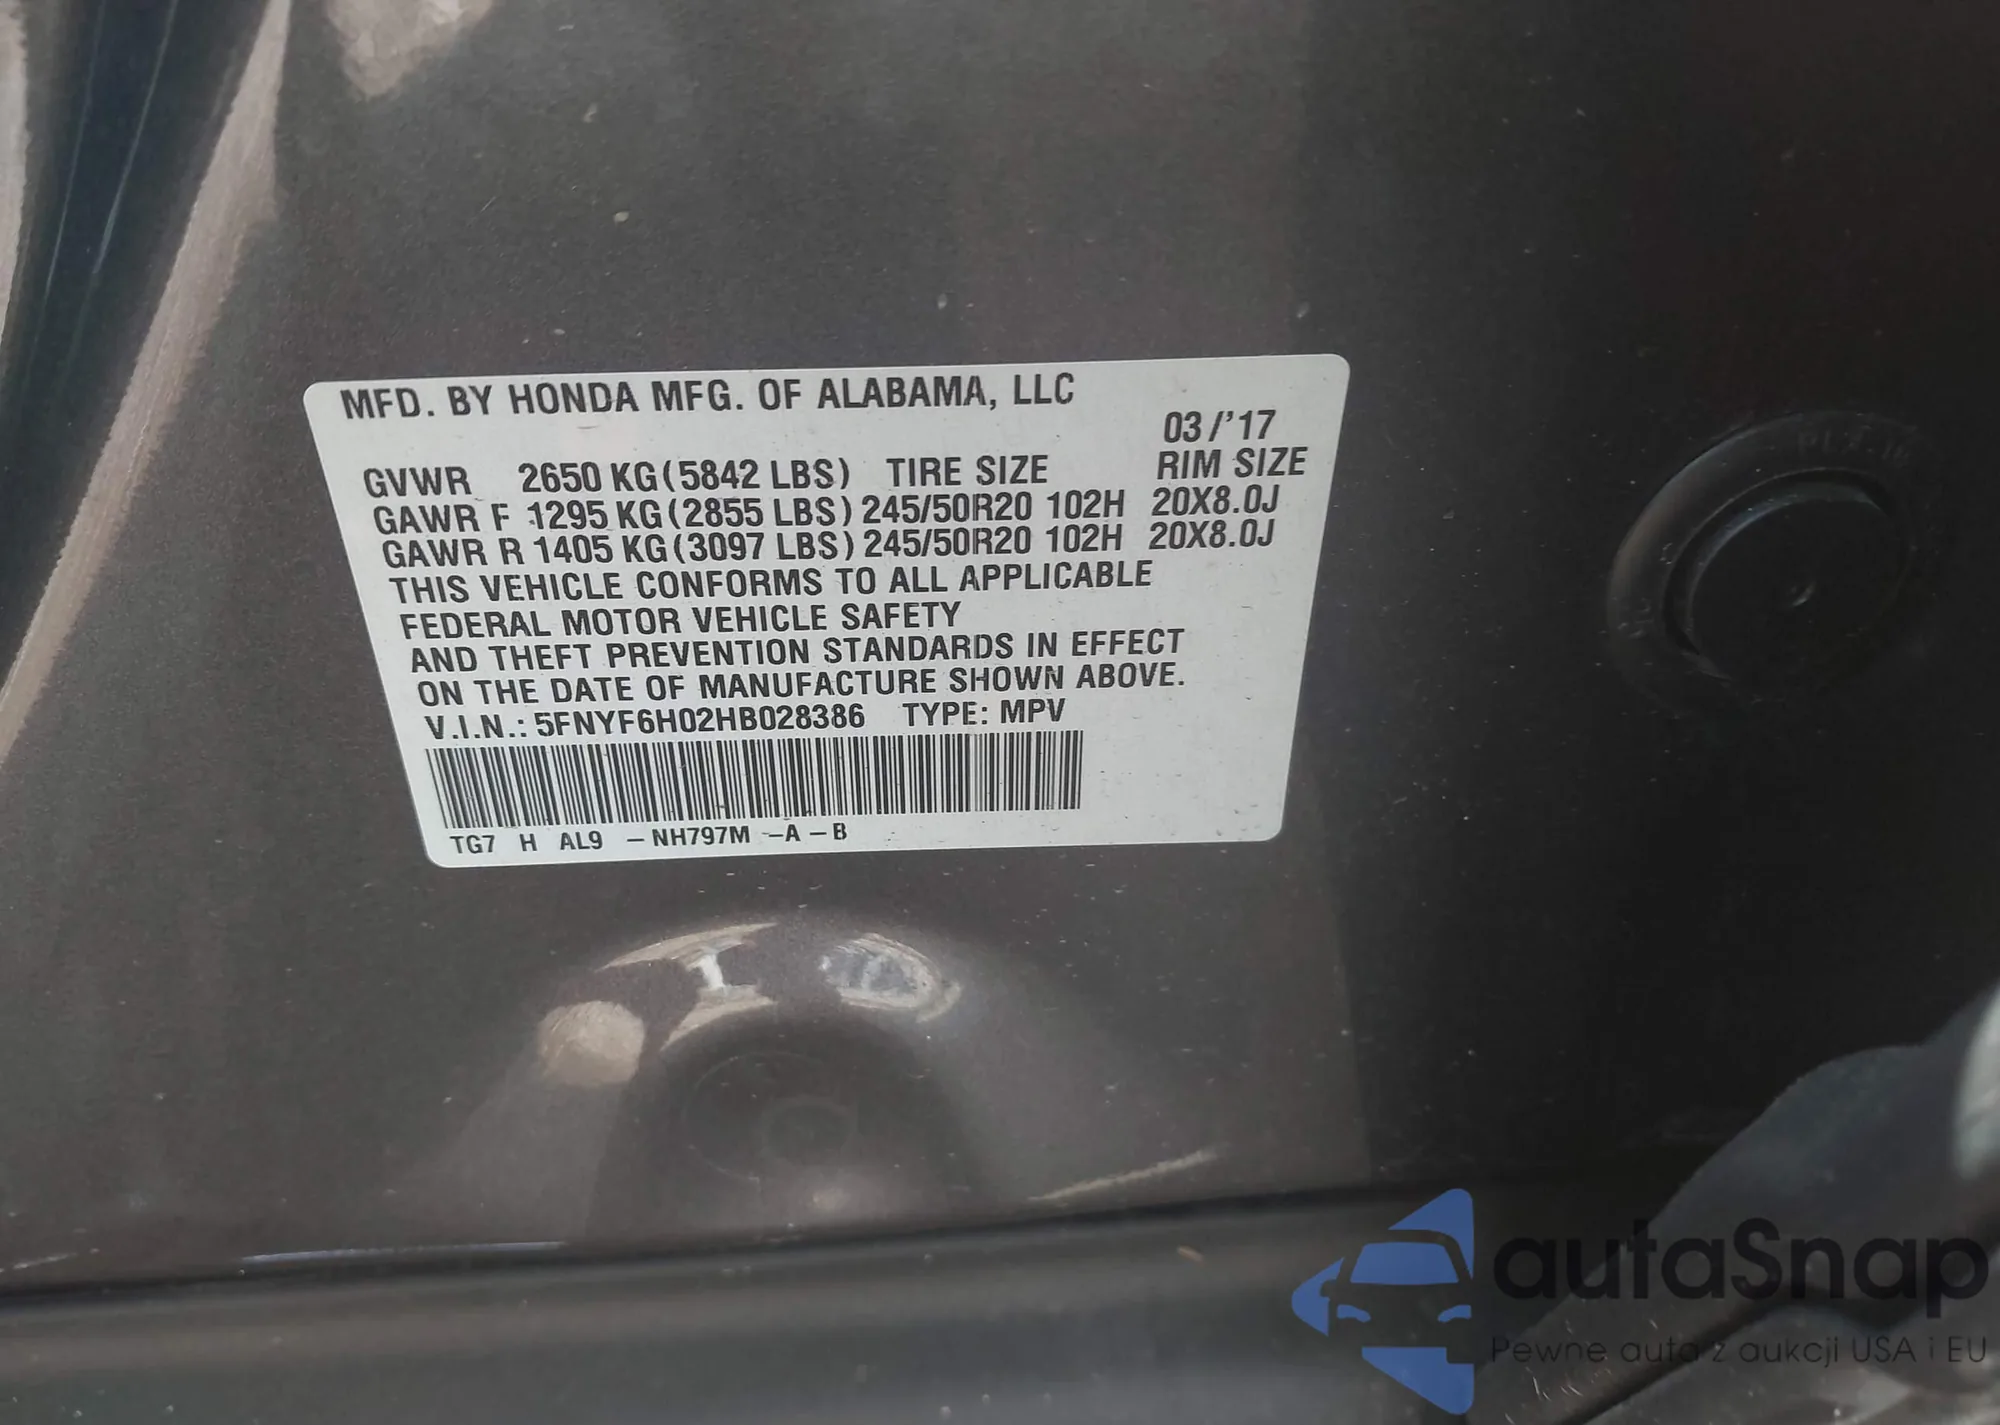 MFD. BY HONDA MFG. OF ALABAMA, LLC
03/'17
GVWR 2650 KG (5842 LBS) TIRE SIZE RIM SIZE
GAWR F 1295 KG (2855 LBS) 245/50R20 102H 20X8.0J
GAWR R 1405 KG (3097 LBS) 245/50R20 102H 20X8.0J
THIS VEHICLE CONFORMS TO ALL APPLICABLE
FEDERAL MOTOR VEHICLE SAFETY
AND THEFT PREVENTION STANDARDS IN EFFECT
ON THE DATE OF MANUFACTURE SHOWN ABOVE.
V.I.N.: 5FNYF6H02HB028386 TYPE: MPV
TG7 H AL9 -NH797M -A -B
autaSnap
Pewne auta z aukcji USA i EU